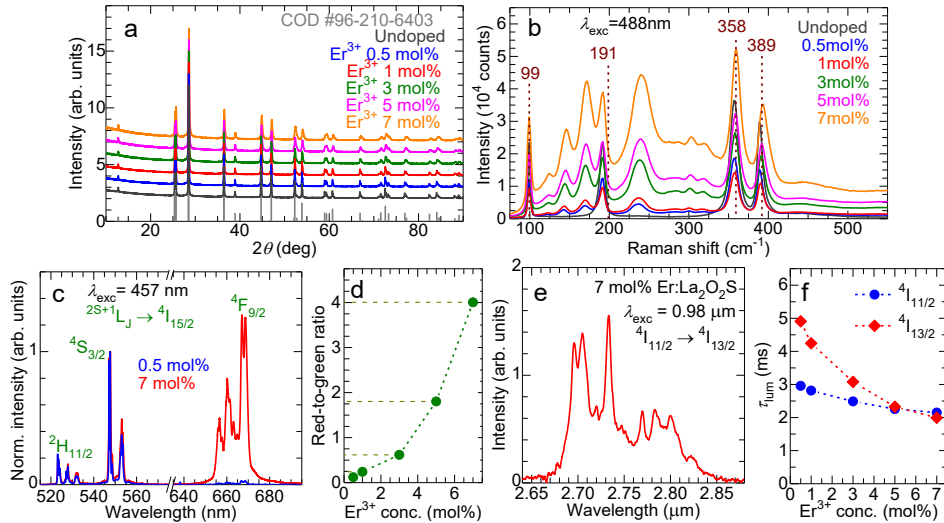 a
COD #96-210-6403
Undoped
Er³⁺ 0.5 mol%
Er³⁺ 1 mol%
Er³⁺ 3 mol%
Er³⁺ 5 mol%
Er³⁺ 7 mol%
Intensity (arb. units)
0
5
10
15
10 20 40 60 80
2θ (deg)
b
λexc=488nm
99
191
358
389
Undoped
0.5mol%
1mol%
3mol%
5mol%
7mol%
Intensity (10⁴ counts)
0
1
2
3
4
5
6
100 200 300 400 500
Raman shift (cm⁻¹)
c
λexc = 457 nm
²ˢ⁺¹L_J → ⁴I₁₅/₂
⁴F₉/₂
⁴S₃/₂
0.5 mol%
7 mol%
²H₁₁/₂
Norm. intensity (arb. units)
0
1
520 540 640 660 680
Wavelength (nm)
d
Red-to-green ratio
0
1
2
3
4
0 2 4 6
Er³⁺ conc. (mol%)
e
7 mol% Er:La₂O₂S
λexc = 0.98 μm
⁴I₁₁/₂ → ⁴I₁₃/₂
Intensity (arb. units)
0
1
2
2.65 2.70 2.75 2.80 2.85
Wavelength (μm)
f
⁴I₁₁/₂
⁴I₁₃/₂
τlum (ms)
0
1
2
3
4
5
6
0 1 2 3 4 5 6 7
Er³⁺ conc. (mol%)